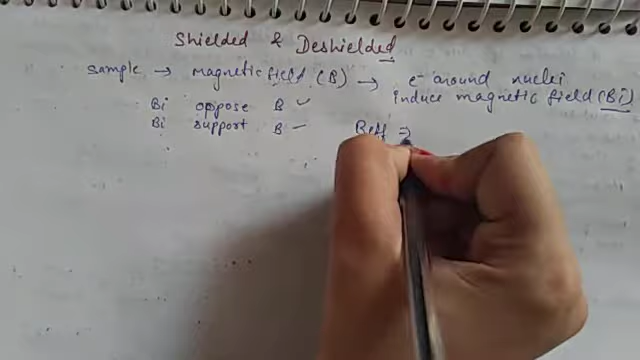 Shielded & Deshielded
Sample → magnetic field (B) → e⁻ around nuclei
induce magnetic field (Bi)
Bi oppose B ✓
Bi support B –
Beff ⇒